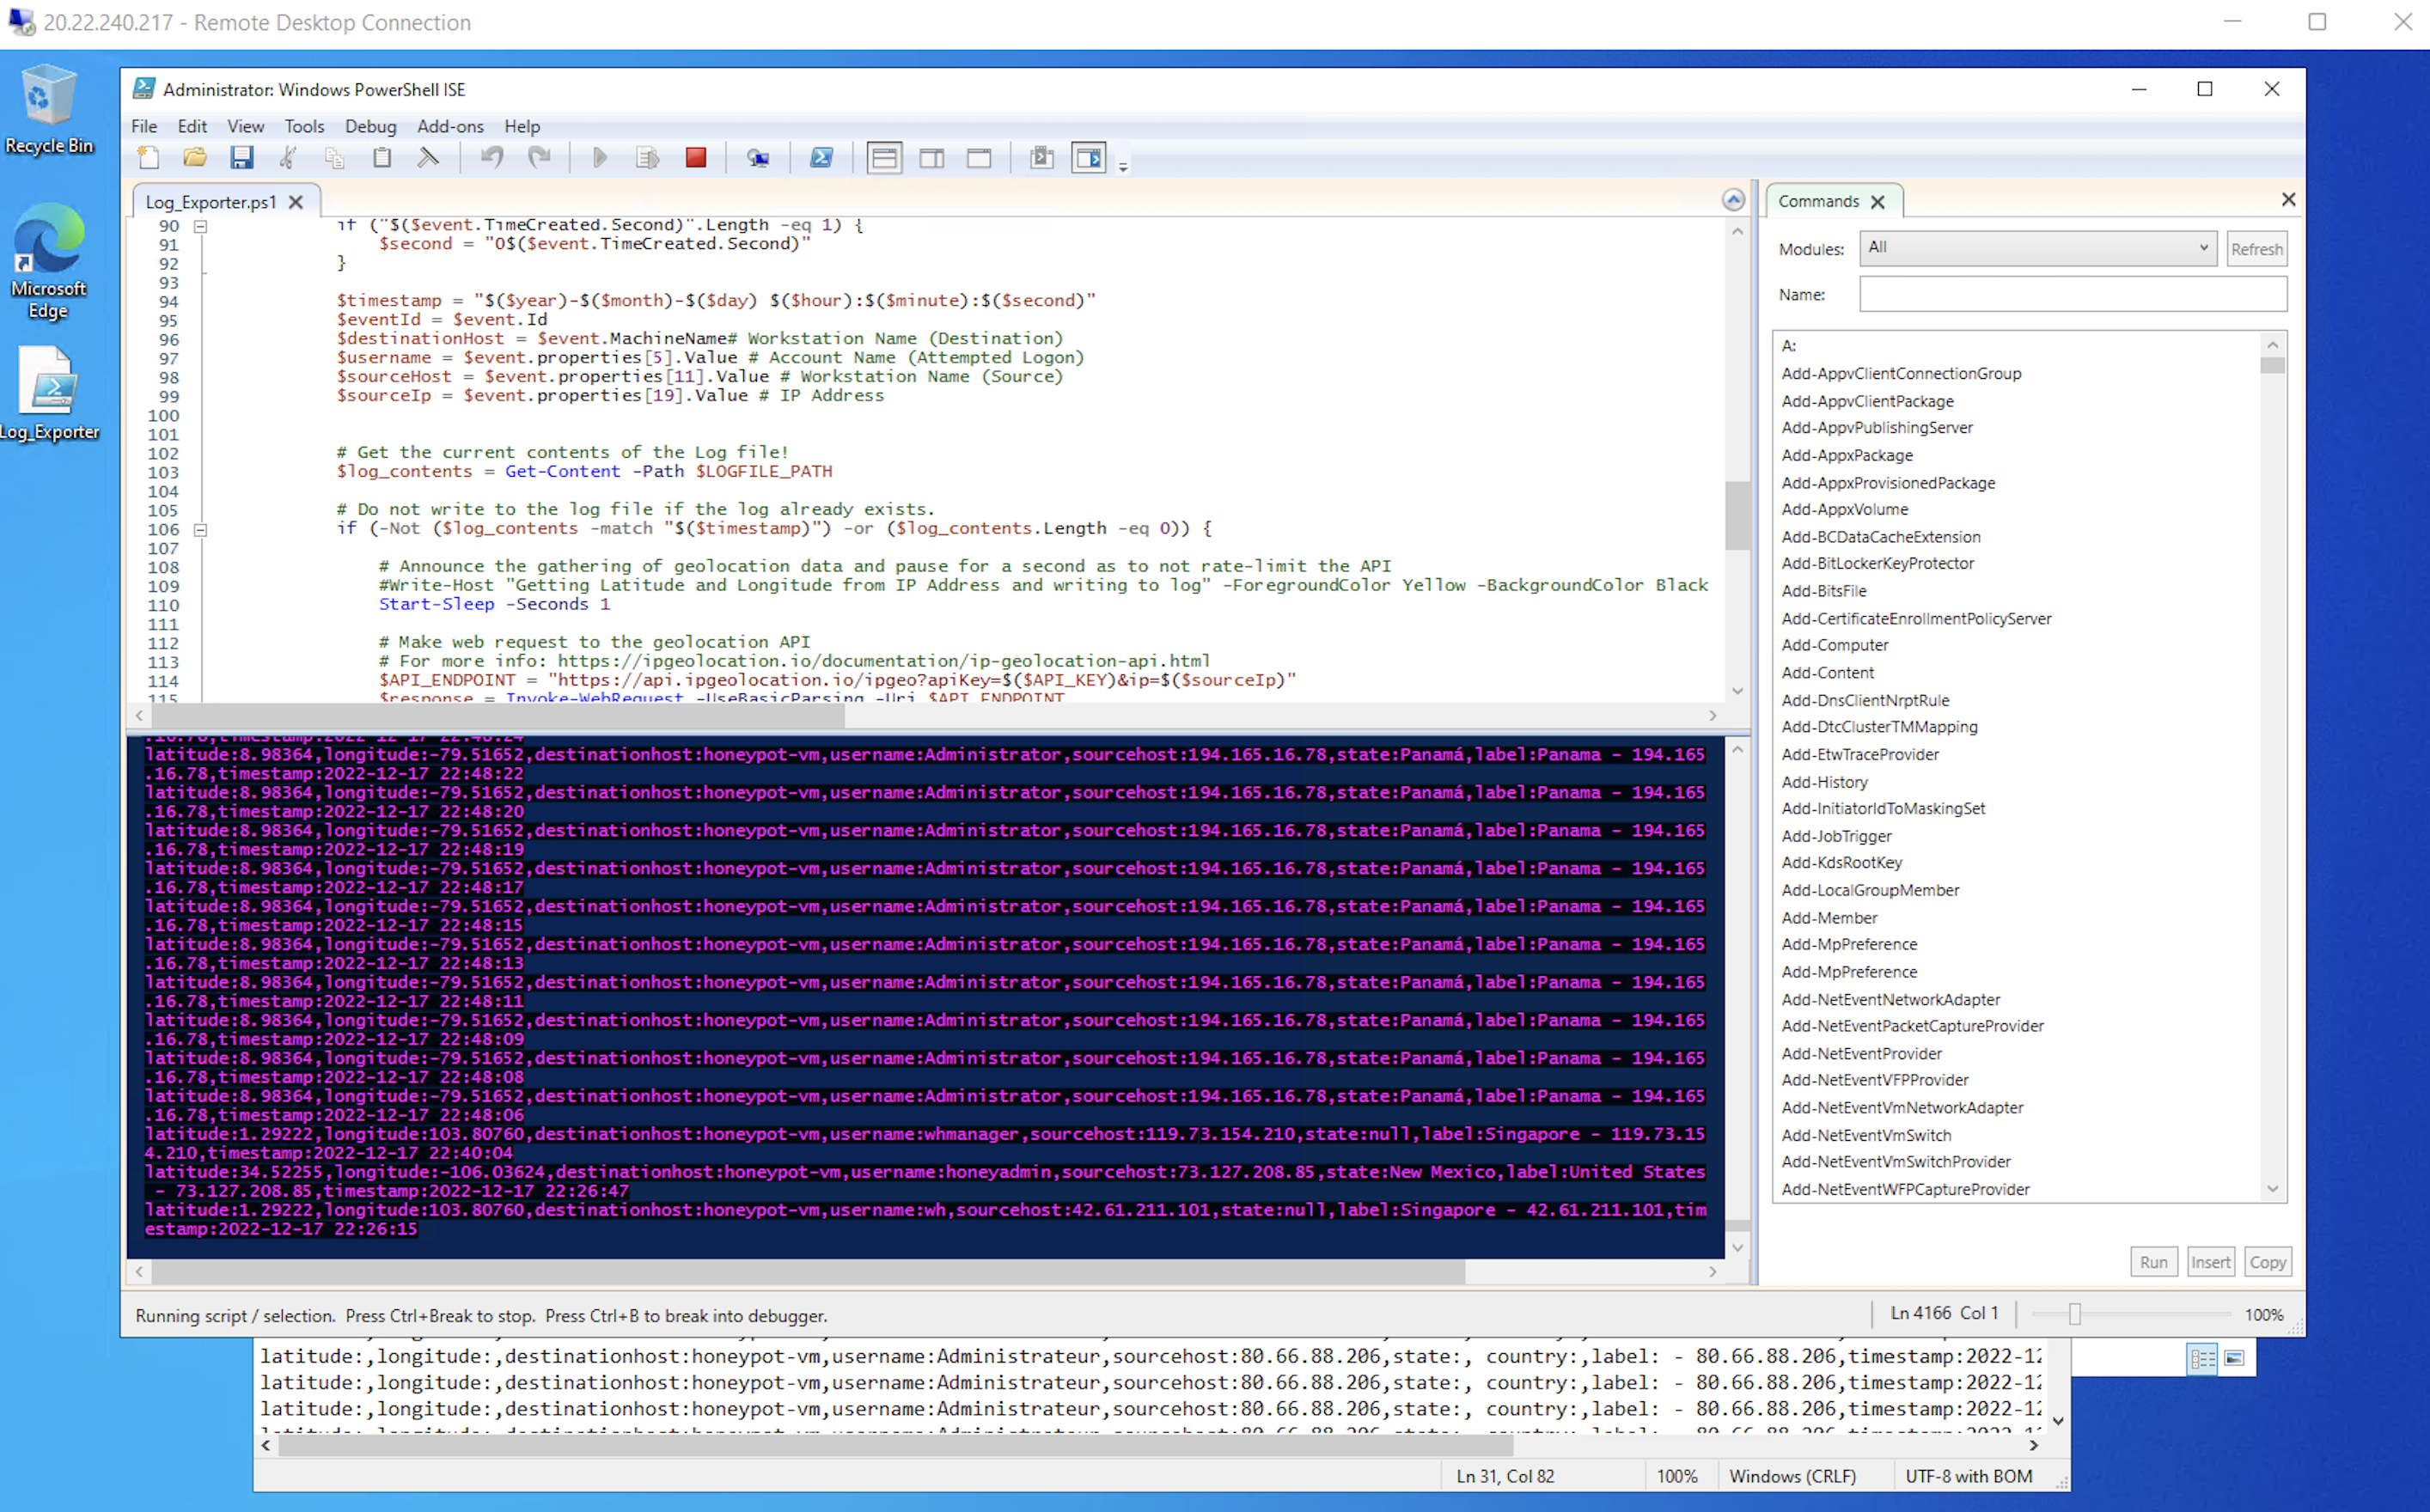 20.22.240.217 - Remote Desktop Connection
Recycle Bin
Microsoft
Edge
Log_Exporter
Administrator: Windows PowerShell ISE
File Edit View Tools Debug Add-ons Help
Log_Exporter.ps1
90 if ("$($event.TimeCreated.Second)".Length -eq 1) {
91 $second = "0$($event.TimeCreated.Second)"
92 }
93
94 $timestamp = "$($year)-$($month)-$($day) $($hour):$($minute):$($second)"
95 $eventId = $event.Id
96 $destinationHost = $event.MachineName# Workstation Name (Destination)
97 $username = $event.properties[5].Value # Account Name (Attempted Logon)
98 $sourceHost = $event.properties[11].Value # Workstation Name (Source)
99 $sourceIp = $event.properties[19].Value # IP Address
100
101
102 # Get the current contents of the Log file!
103 $log_contents = Get-Content -Path $LOGFILE_PATH
104
105 # Do not write to the log file if the log already exists.
106 if (-Not ($log_contents -match "$($timestamp)") -or ($log_contents.Length -eq 0)) {
107
108 # Announce the gathering of geolocation data and pause for a second as to not rate-limit the API
109 #Write-Host "Getting Latitude and Longitude from IP Address and writing to log" -ForegroundColor Yellow -BackgroundColor Black
110 Start-Sleep -Seconds 1
111
112 # Make web request to the geolocation API
113 # For more info: https://ipgeolocation.io/documentation/ip-geolocation-api.html
114 $API_ENDPOINT = "https://api.ipgeolocation.io/ipgeo?apiKey=$($API_KEY)&ip=$($sourceIp)"
115 $response = Invoke-WebRequest -UseBasicParsing -Uri $API_ENDPOINT
.16.78,timestamp:2022-12-17 22:48:24
latitude:8.98364,longitude:-79.51652,destinationhost:honeypot-vm,username:Administrator,sourcehost:194.165.16.78,state:Panamá,label:Panama - 194.165
.16.78,timestamp:2022-12-17 22:48:22
latitude:8.98364,longitude:-79.51652,destinationhost:honeypot-vm,username:Administrator,sourcehost:194.165.16.78,state:Panamá,label:Panama - 194.165
.16.78,timestamp:2022-12-17 22:48:20
latitude:8.98364,longitude:-79.51652,destinationhost:honeypot-vm,username:Administrator,sourcehost:194.165.16.78,state:Panamá,label:Panama - 194.165
.16.78,timestamp:2022-12-17 22:48:19
latitude:8.98364,longitude:-79.51652,destinationhost:honeypot-vm,username:Administrator,sourcehost:194.165.16.78,state:Panamá,label:Panama - 194.165
.16.78,timestamp:2022-12-17 22:48:17
latitude:8.98364,longitude:-79.51652,destinationhost:honeypot-vm,username:Administrator,sourcehost:194.165.16.78,state:Panamá,label:Panama - 194.165
.16.78,timestamp:2022-12-17 22:48:15
latitude:8.98364,longitude:-79.51652,destinationhost:honeypot-vm,username:Administrator,sourcehost:194.165.16.78,state:Panamá,label:Panama - 194.165
.16.78,timestamp:2022-12-17 22:48:13
latitude:8.98364,longitude:-79.51652,destinationhost:honeypot-vm,username:Administrator,sourcehost:194.165.16.78,state:Panamá,label:Panama - 194.165
.16.78,timestamp:2022-12-17 22:48:11
latitude:8.98364,longitude:-79.51652,destinationhost:honeypot-vm,username:Administrator,sourcehost:194.165.16.78,state:Panamá,label:Panama - 194.165
.16.78,timestamp:2022-12-17 22:48:09
latitude:8.98364,longitude:-79.51652,destinationhost:honeypot-vm,username:Administrator,sourcehost:194.165.16.78,state:Panamá,label:Panama - 194.165
.16.78,timestamp:2022-12-17 22:48:08
latitude:8.98364,longitude:-79.51652,destinationhost:honeypot-vm,username:Administrator,sourcehost:194.165.16.78,state:Panamá,label:Panama - 194.165
.16.78,timestamp:2022-12-17 22:48:06
latitude:1.29222,longitude:103.80760,destinationhost:honeypot-vm,username:whmanager,sourcehost:119.73.154.210,state:null,label:Singapore - 119.73.15
4.210,timestamp:2022-12-17 22:40:04
latitude:34.52255,longitude:-106.03624,destinationhost:honeypot-vm,username:honeyadmin,sourcehost:73.127.208.85,state:New Mexico,label:United States
- 73.127.208.85,timestamp:2022-12-17 22:26:47
latitude:1.29222,longitude:103.80760,destinationhost:honeypot-vm,username:wh,sourcehost:42.61.211.101,state:null,label:Singapore - 42.61.211.101,tim
estamp:2022-12-17 22:26:15
Commands
Modules: All Refresh
Name:
A:
Add-AppvClientConnectionGroup
Add-AppvClientPackage
Add-AppvPublishingServer
Add-AppxPackage
Add-AppxProvisionedPackage
Add-AppxVolume
Add-BCDataCacheExtension
Add-BitLockerKeyProtector
Add-BitsFile
Add-CertificateEnrollmentPolicyServer
Add-Computer
Add-Content
Add-DnsClientNrptRule
Add-DtcClusterTMMapping
Add-EtwTraceProvider
Add-History
Add-InitiatorIdToMaskingSet
Add-JobTrigger
Add-KdsRootKey
Add-LocalGroupMember
Add-Member
Add-MpPreference
Add-MpPreference
Add-NetEventNetworkAdapter
Add-NetEventPacketCaptureProvider
Add-NetEventProvider
Add-NetEventVFPProvider
Add-NetEventVmNetworkAdapter
Add-NetEventVmSwitch
Add-NetEventVmSwitchProvider
Add-NetEventWFPCaptureProvider
Run Insert Copy
Running script / selection. Press Ctrl+Break to stop. Press Ctrl+B to break into debugger.
Ln 4166 Col 1 100%
latitude:,longitude:,destinationhost:honeypot-vm,username:Administrateur,sourcehost:80.66.88.206,state:, country:,label: - 80.66.88.206,timestamp:2022-12
latitude:,longitude:,destinationhost:honeypot-vm,username:Administrateur,sourcehost:80.66.88.206,state:, country:,label: - 80.66.88.206,timestamp:2022-12
latitude:,longitude:,destinationhost:honeypot-vm,username:Administrateur,sourcehost:80.66.88.206,state:, country:,label: - 80.66.88.206,timestamp:2022-12
Ln 31, Col 82 100% Windows (CRLF) UTF-8 with BOM